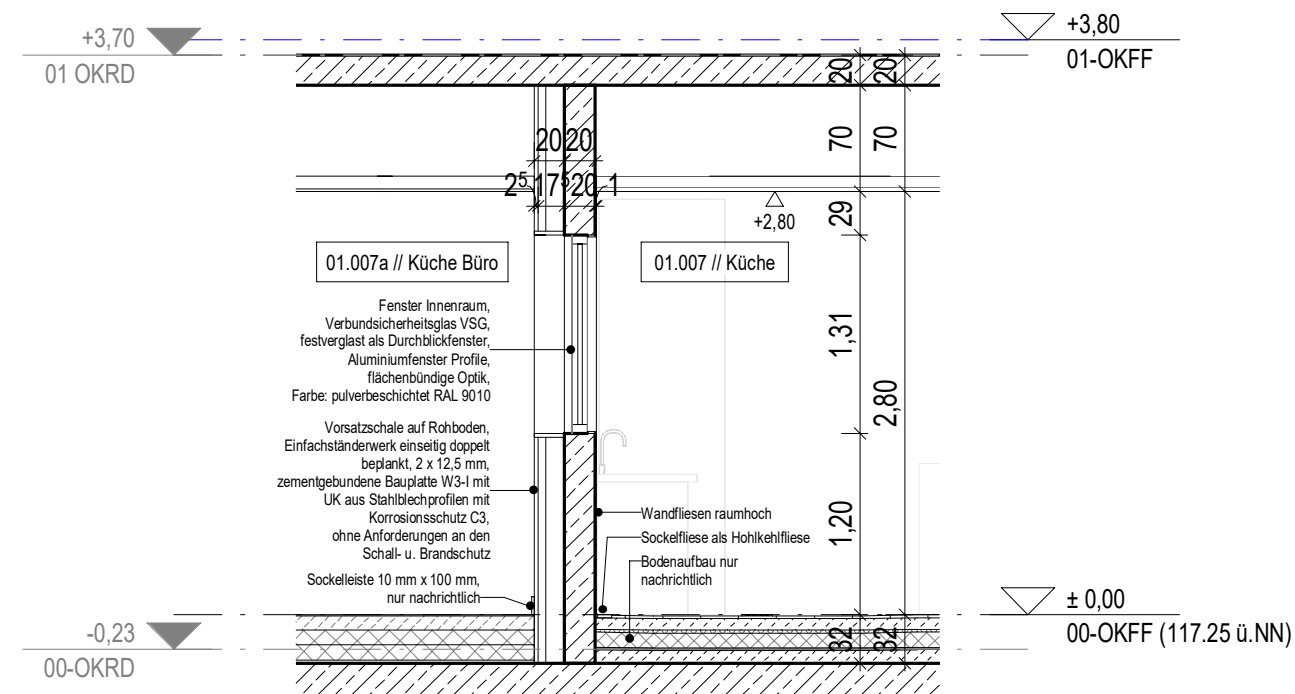 +3,70
01 OKRD
+3,80
01-OKFF
20 20
70 70
20 20
2⁵ 17⁵ 20 1
+2,80
29
01.007a // Küche Büro
01.007 // Küche
Fenster Innenraum,
Verbundsicherheitsglas VSG,
festverglast als Durchblickfenster,
Aluminiumfenster Profile,
flächenbündige Optik,
Farbe: pulverbeschichtet RAL 9010
1,31
2,80
Vorsatzschale auf Rohboden,
Einfachständerwerk einseitig doppelt
beplankt, 2 x 12,5 mm,
zementgebundene Bauplatte W3-I mit
UK aus Stahlblechprofilen mit
Korrosionsschutz C3,
ohne Anforderungen an den
Schall- u. Brandschutz
Sockelleiste 10 mm x 100 mm,
nur nachrichtlich
Wandfliesen raumhoch
Sockelfliese als Hohlkehlfliese
Bodenaufbau nur
nachrichtlich
1,20
± 0,00
00-OKFF (117.25 ü.NN)
-0,23
00-OKRD
32 32